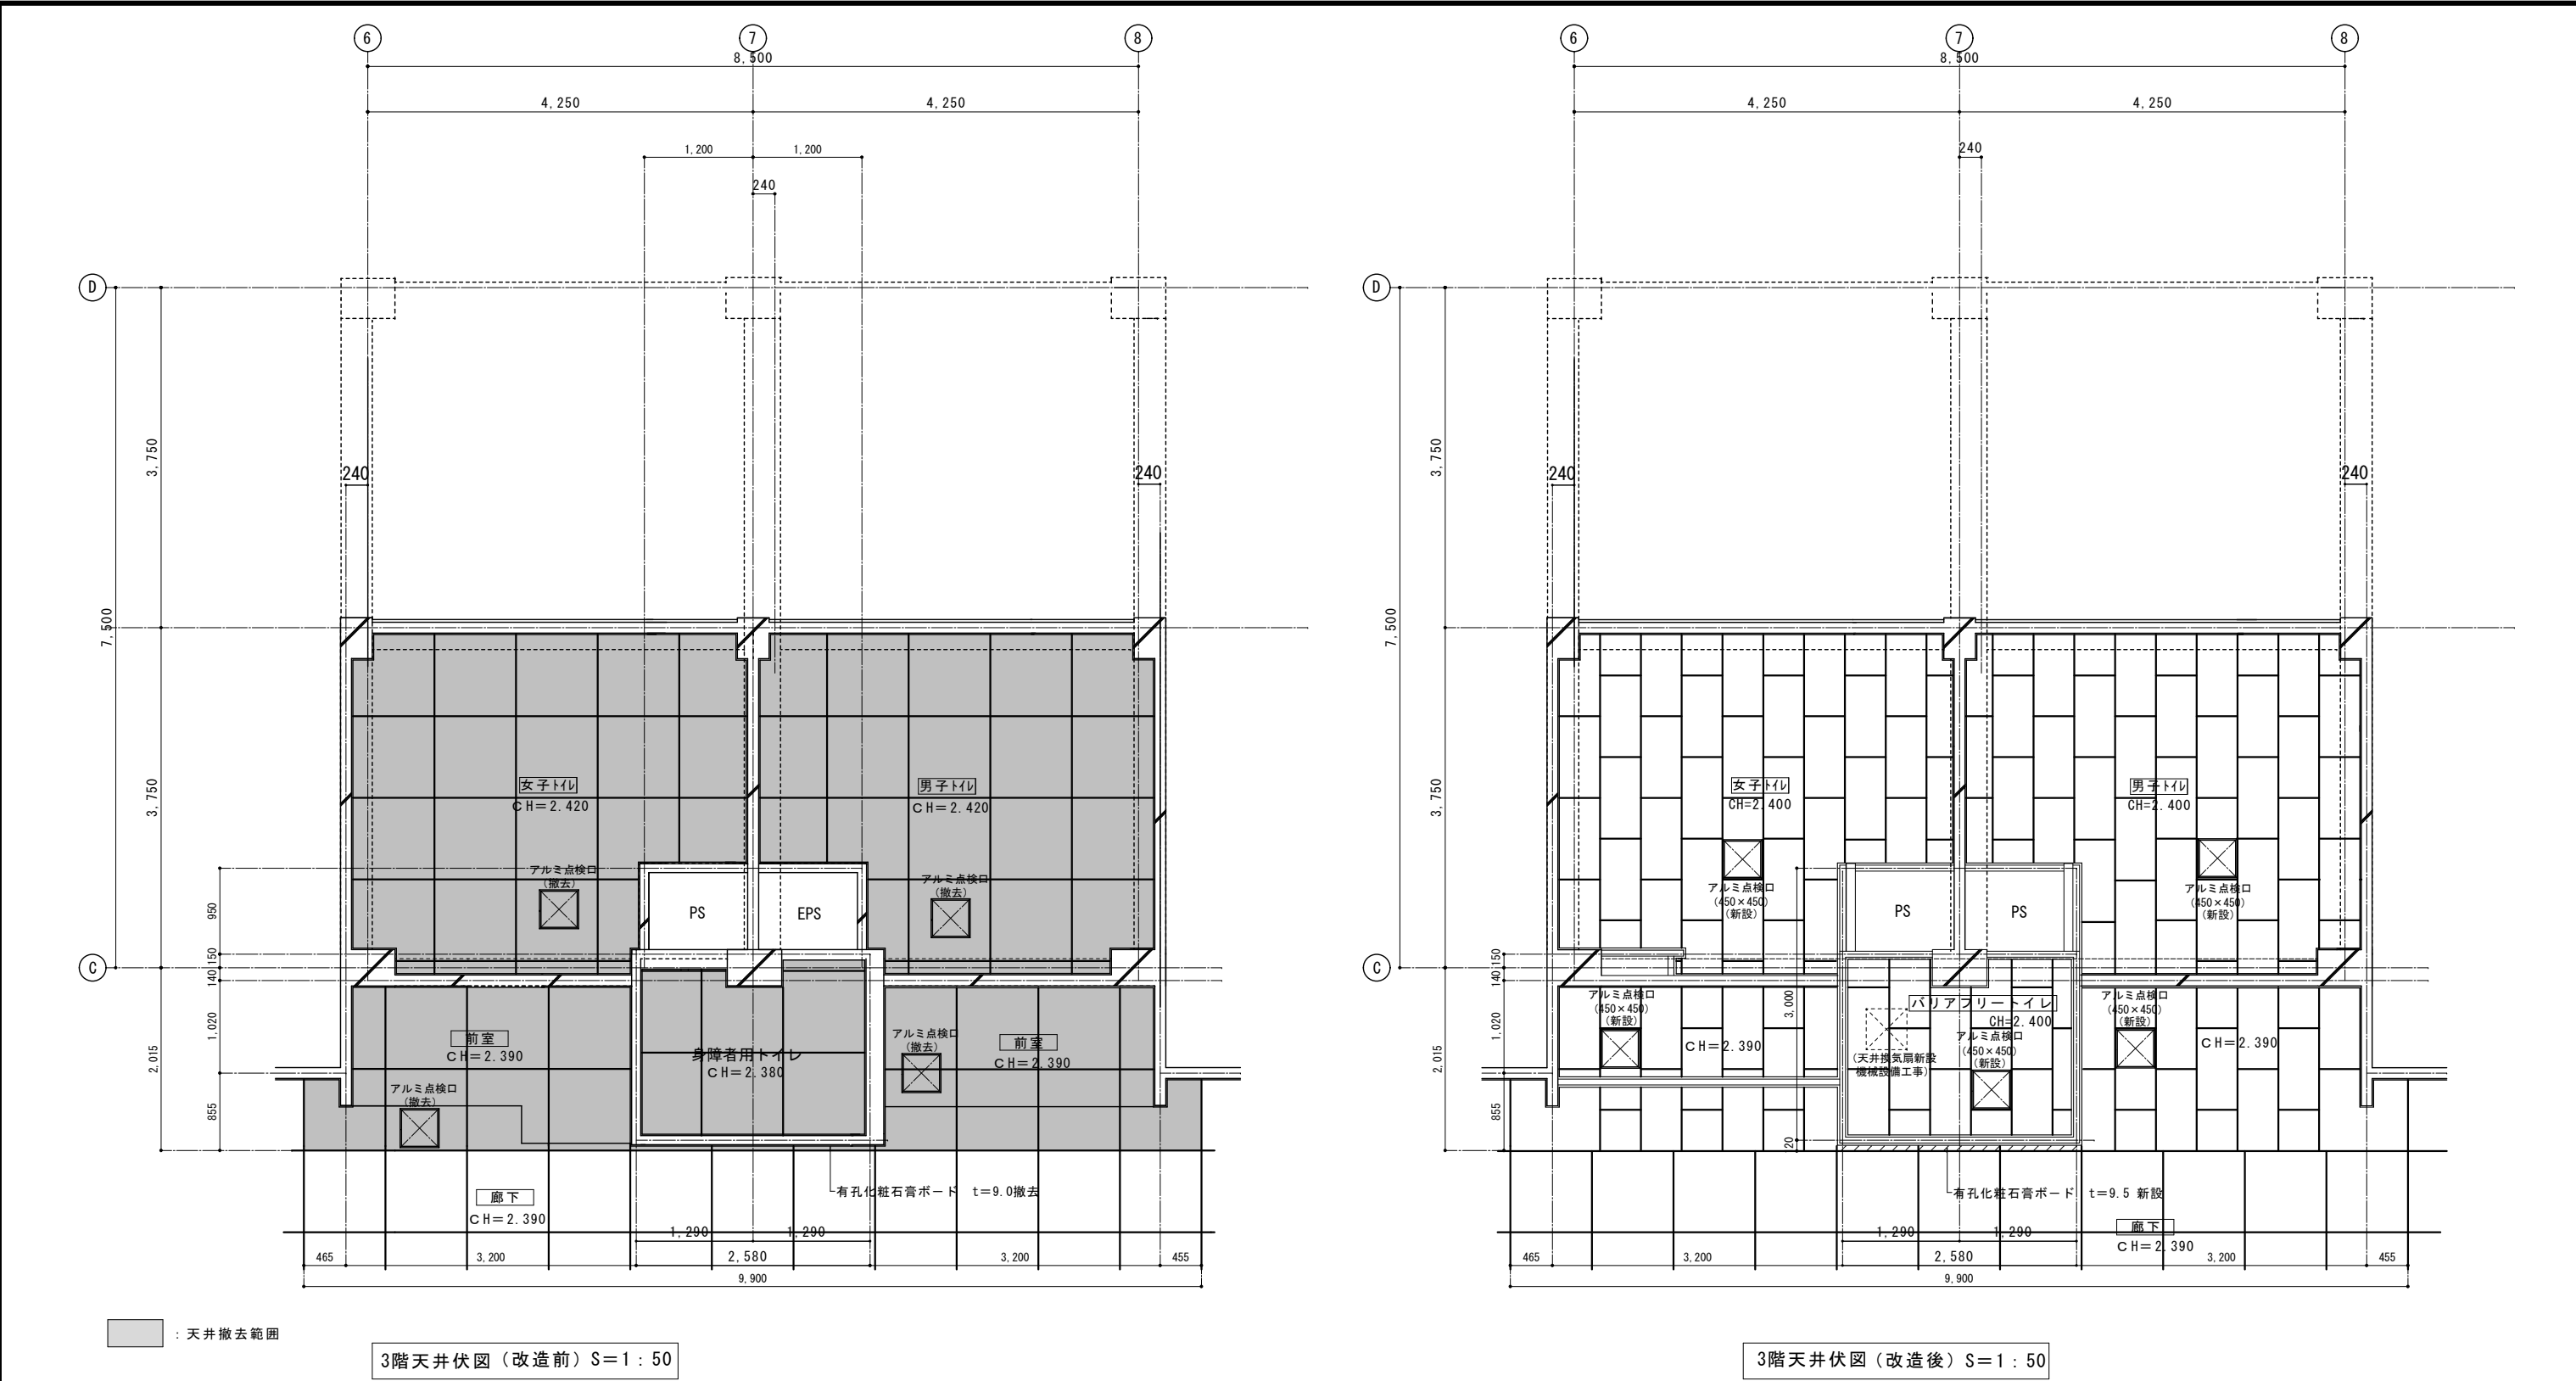 6
7
8
8,500
4,250
4,250
1,200
1,200
240
D
3,750
240
240
7,500
3,750
女子ﾄｲﾚ
CH=2.420
男子ﾄｲﾚ
CH=2.420
アルミ点検口
(撤去)
アルミ点検口
(撤去)
PS
EPS
950
150
C
140
1,020
2,015
855
前室
CH=2.390
アルミ点検口
(撤去)
身障者用トイレ
CH=2.380
アルミ点検口
(撤去)
前室
CH=2.390
廊下
CH=2.390
有孔化粧石膏ボード t=9.0撤去
1,290
1,290
465
3,200
2,580
3,200
455
9,900
：天井撤去範囲
3階天井伏図（改造前）S=1：50
6
7
8
8,500
4,250
4,250
240
D
3,750
240
240
7,500
3,750
女子ﾄｲﾚ
CH=2.400
男子ﾄｲﾚ
CH=2.400
アルミ点検口
(450×450)
(新設)
アルミ点検口
(450×450)
(新設)
PS
PS
150
C
140
1,020
2,015
855
アルミ点検口
(450×450)
(新設)
CH=2.390
3,000
バリアフリートイレ
CH=2.400
アルミ点検口
(450×450)
(新設)
(天井換気扇新設
機械設備工事)
アルミ点検口
(450×450)
(新設)
CH=2.390
120
有孔化粧石膏ボード t=9.5 新設
廊下
CH=2.390
1,290
1,290
465
3,200
2,580
3,200
455
9,900
3階天井伏図（改造後）S=1：50